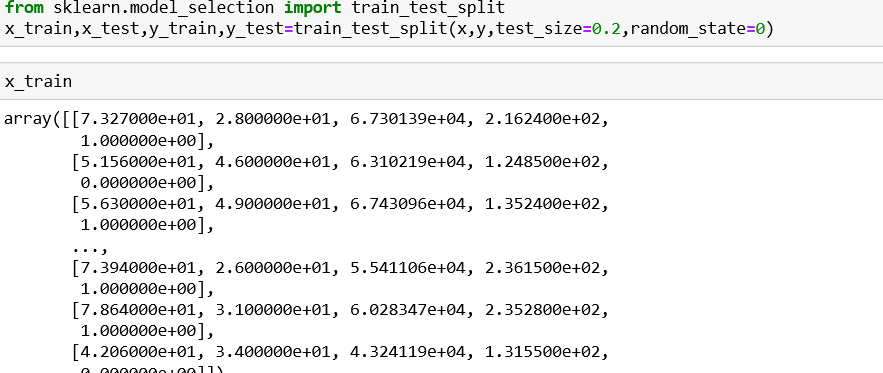 from sklearn.model_selection import train_test_split
x_train,x_test,y_train,y_test=train_test_split(x,y,test_size=0.2,random_state=0)
x_train
array([[7.327000e+01, 2.800000e+01, 6.730139e+04, 2.162400e+02,
1.000000e+00],
[5.156000e+01, 4.600000e+01, 6.310219e+04, 1.248500e+02,
0.000000e+00],
[5.630000e+01, 4.900000e+01, 6.743096e+04, 1.352400e+02,
1.000000e+00],
...,
[7.394000e+01, 2.600000e+01, 5.541106e+04, 2.361500e+02,
1.000000e+00],
[7.864000e+01, 3.100000e+01, 6.028347e+04, 2.352800e+02,
1.000000e+00],
[4.206000e+01, 3.400000e+01, 4.324119e+04, 1.315500e+02,
0.000000e+00]])